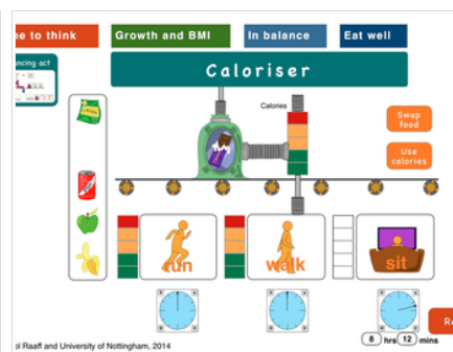 ne to think
Growth and BMI
In balance
Eat well
ncing act
Caloriser
Calories
Swap
food
Use
calories
run
walk
sit
8 hrs 12 mins
ol Raaff and University of Nottingham, 2014